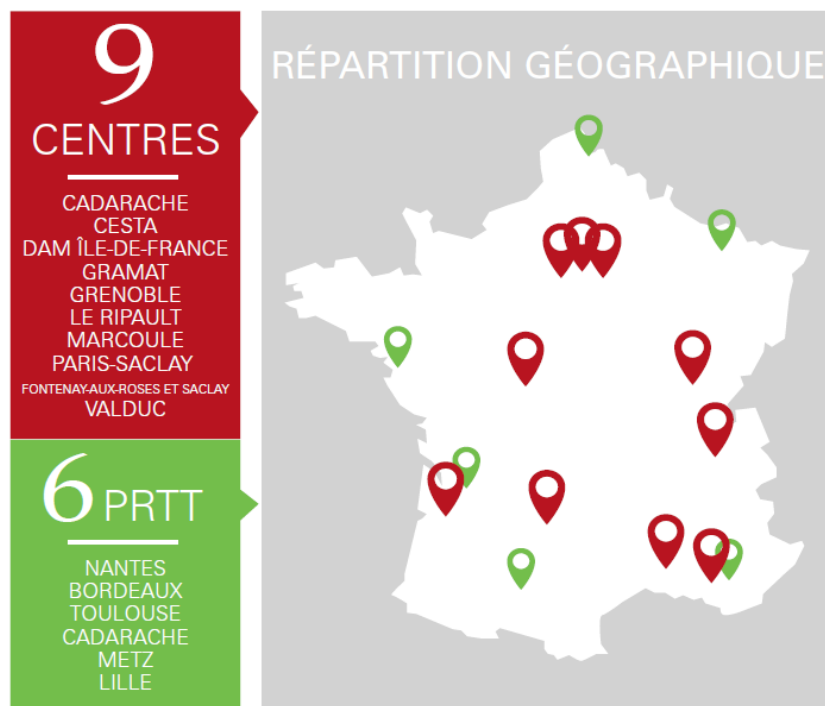 9
CENTRES
CADARACHE
CESTA
DAM ÎLE-DE-FRANCE
GRAMAT
GRENOBLE
LE RIPAULT
MARCOULE
PARIS-SACLAY
FONTENAY-AUX-ROSES ET SACLAY
VALDUC
6 PRTT
NANTES
BORDEAUX
TOULOUSE
CADARACHE
METZ
LILLE
RÉPARTITION GÉOGRAPHIQUE